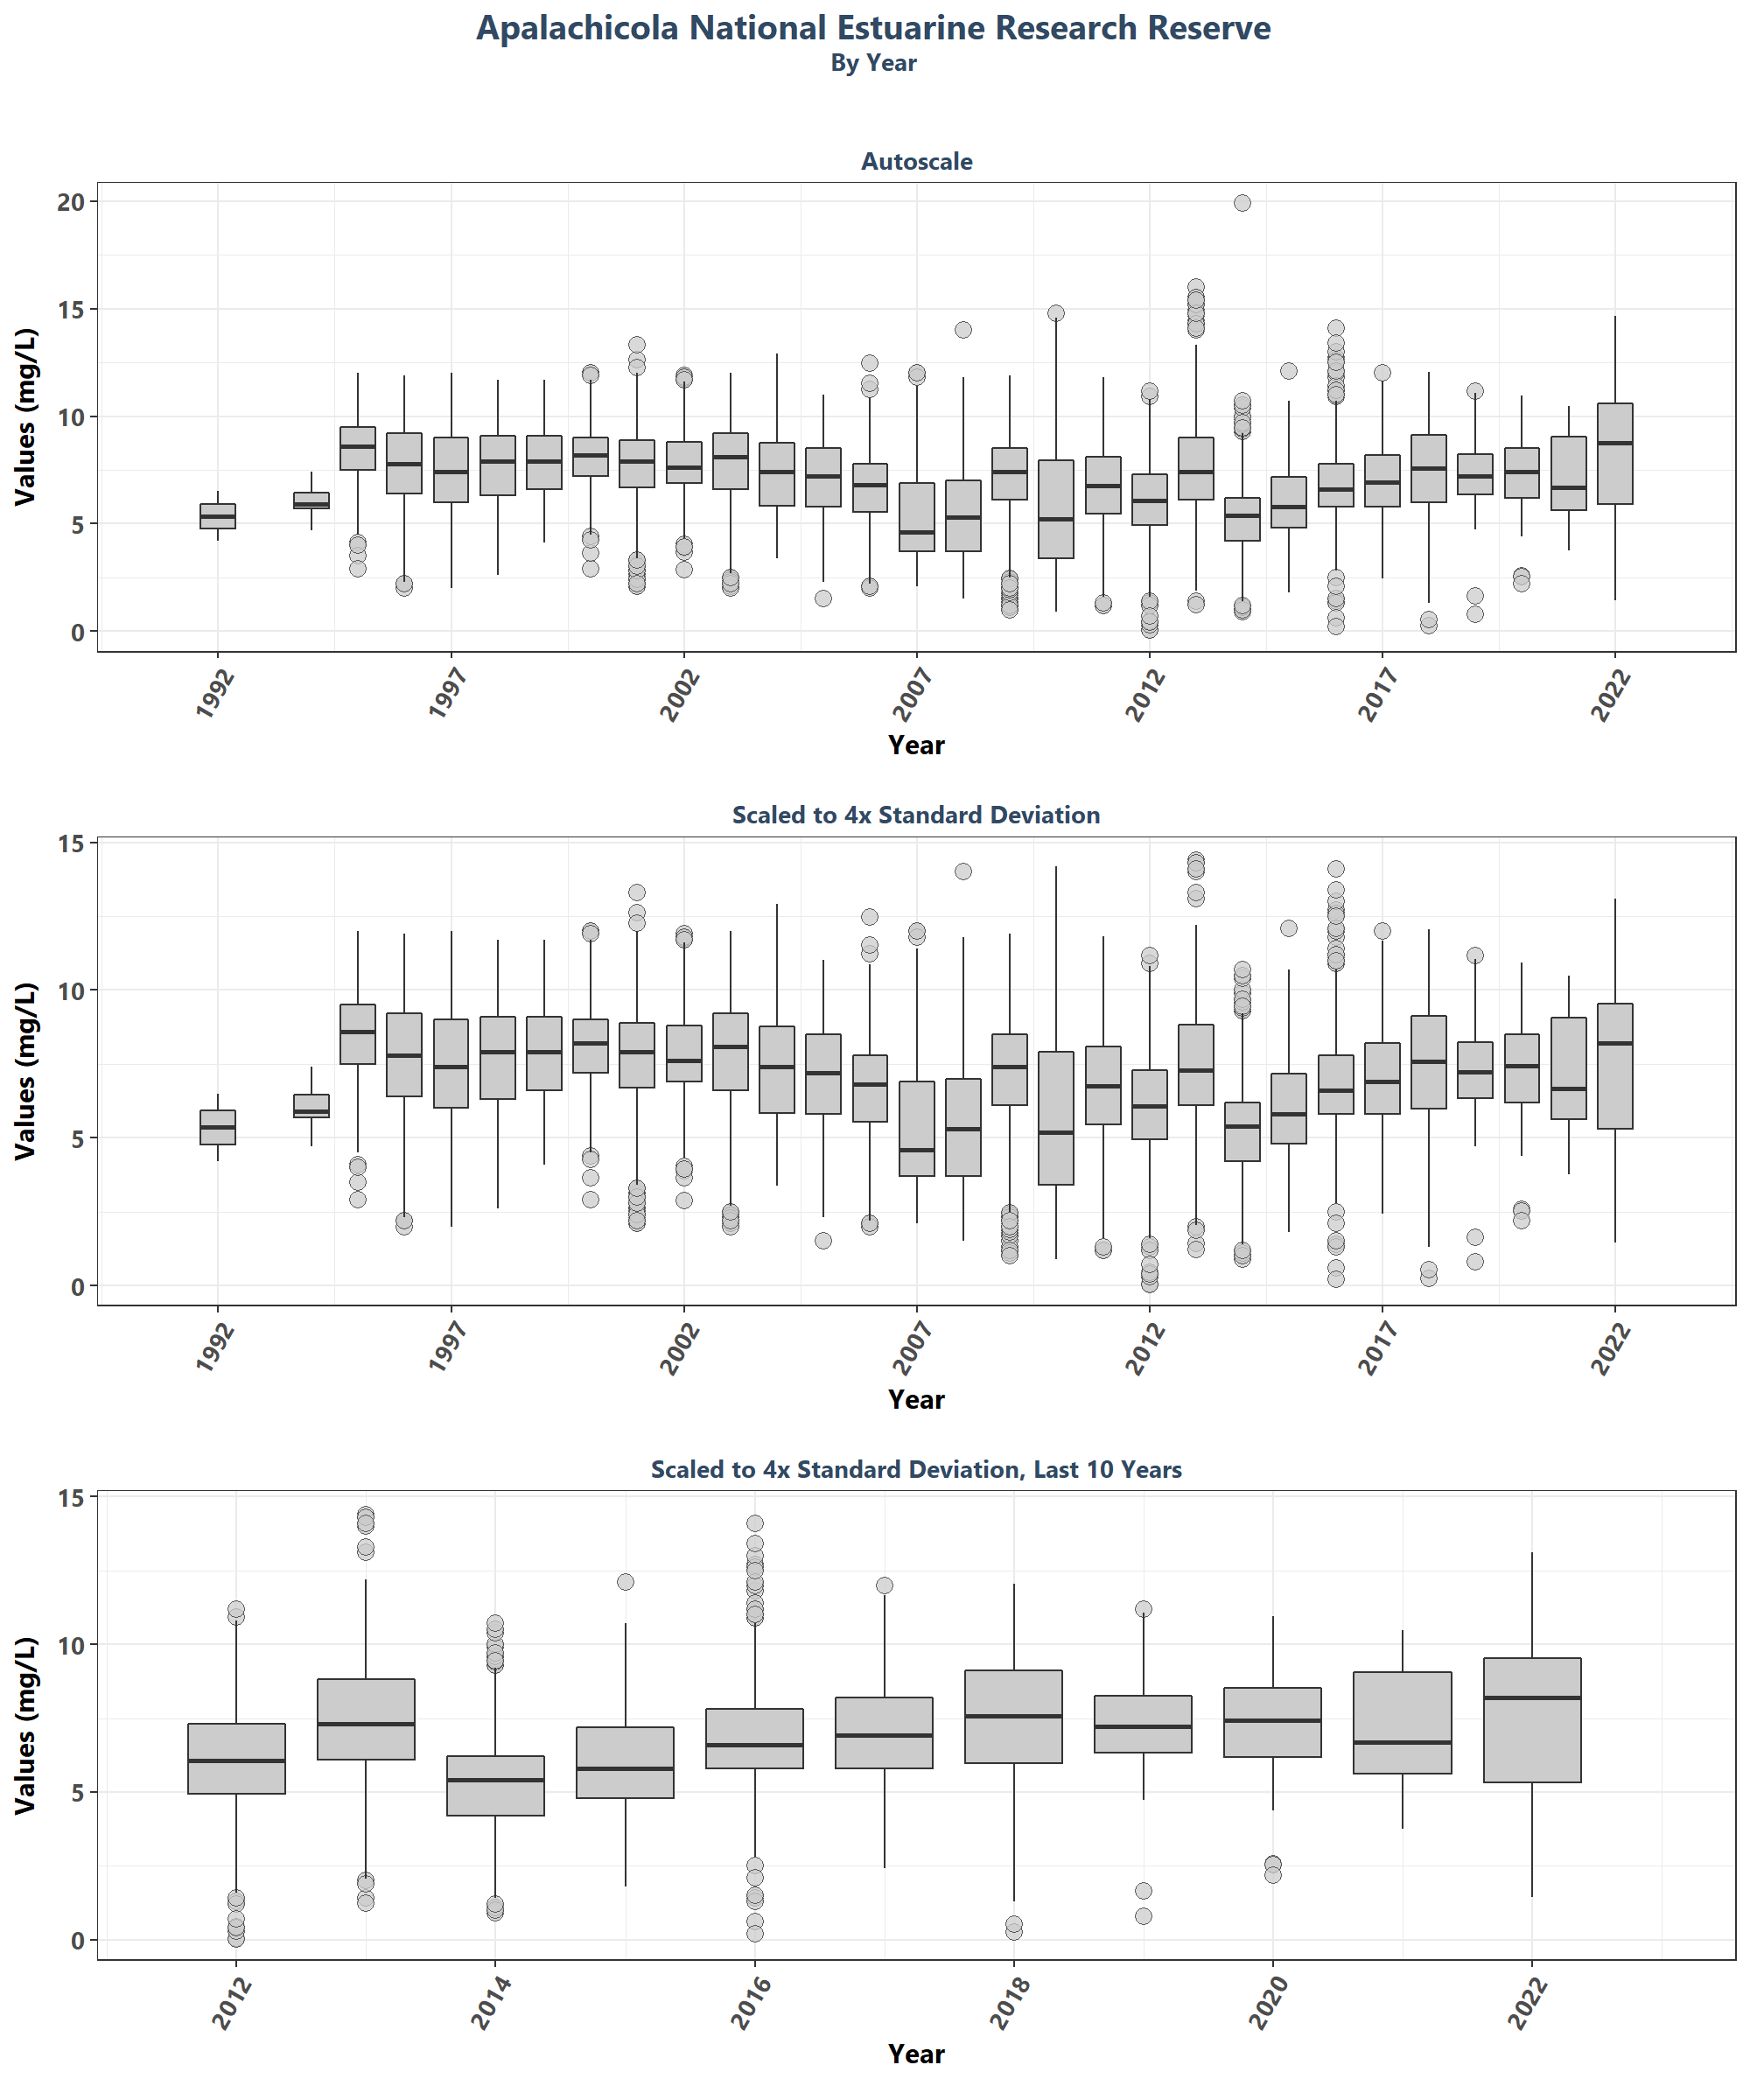 Apalachicola National Estuarine Research Reserve
By Year
Autoscale
Values (mg/L)
20
15
10
5
0
1992 1997 2002 2007 2012 2017 2022
Year
Scaled to 4x Standard Deviation
Values (mg/L)
15
10
5
0
1992 1997 2002 2007 2012 2017 2022
Year
Scaled to 4x Standard Deviation, Last 10 Years
Values (mg/L)
15
10
5
0
2012 2014 2016 2018 2020 2022
Year